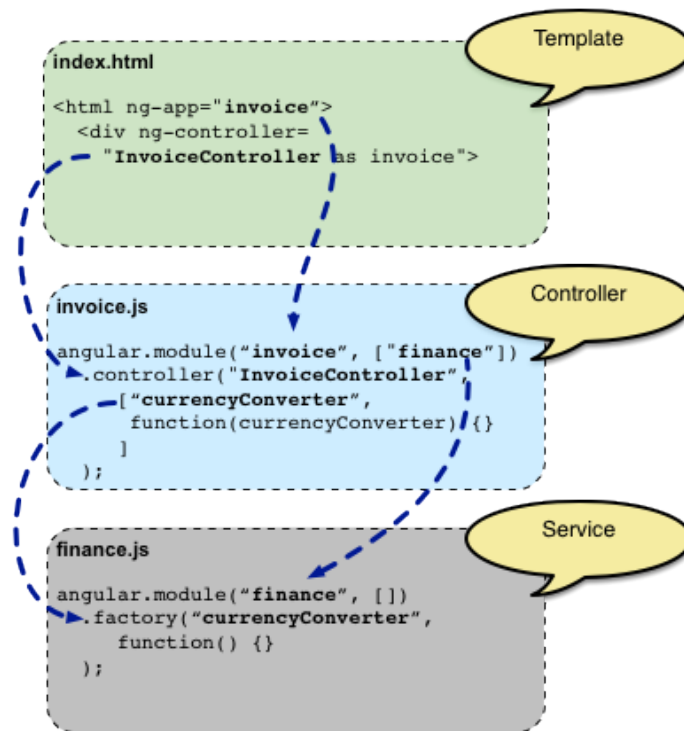 Template
index.html
<html ng-app="invoice”>
<div ng-controller=
"InvoiceController as invoice">
Controller
invoice.js
angular.module(“invoice”, ["finance"])
.controller("InvoiceController”,
[“currencyConverter”,
function(currencyConverter) {}
]
);
Service
finance.js
angular.module(“finance”, [])
.factory(“currencyConverter”,
function() {}
);